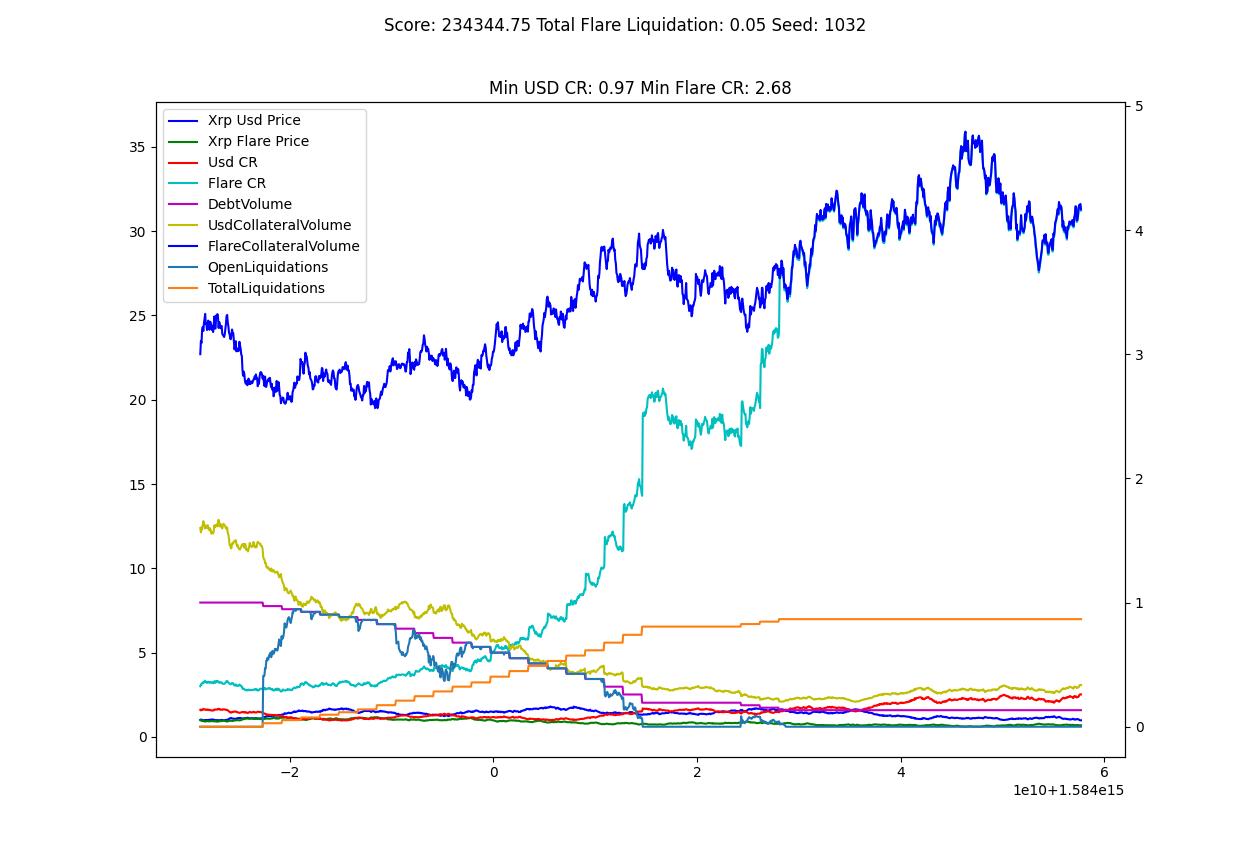 Score: 234344.75 Total Flare Liquidation: 0.05 Seed: 1032
Min USD CR: 0.97 Min Flare CR: 2.68
Xrp Usd Price
Xrp Flare Price
Usd CR
Flare CR
DebtVolume
UsdCollateralVolume
FlareCollateralVolume
OpenLiquidations
TotalLiquidations
35
30
25
20
15
10
5
0
5
4
3
2
1
0
−2
0
2
4
6
1e10+1.584e15